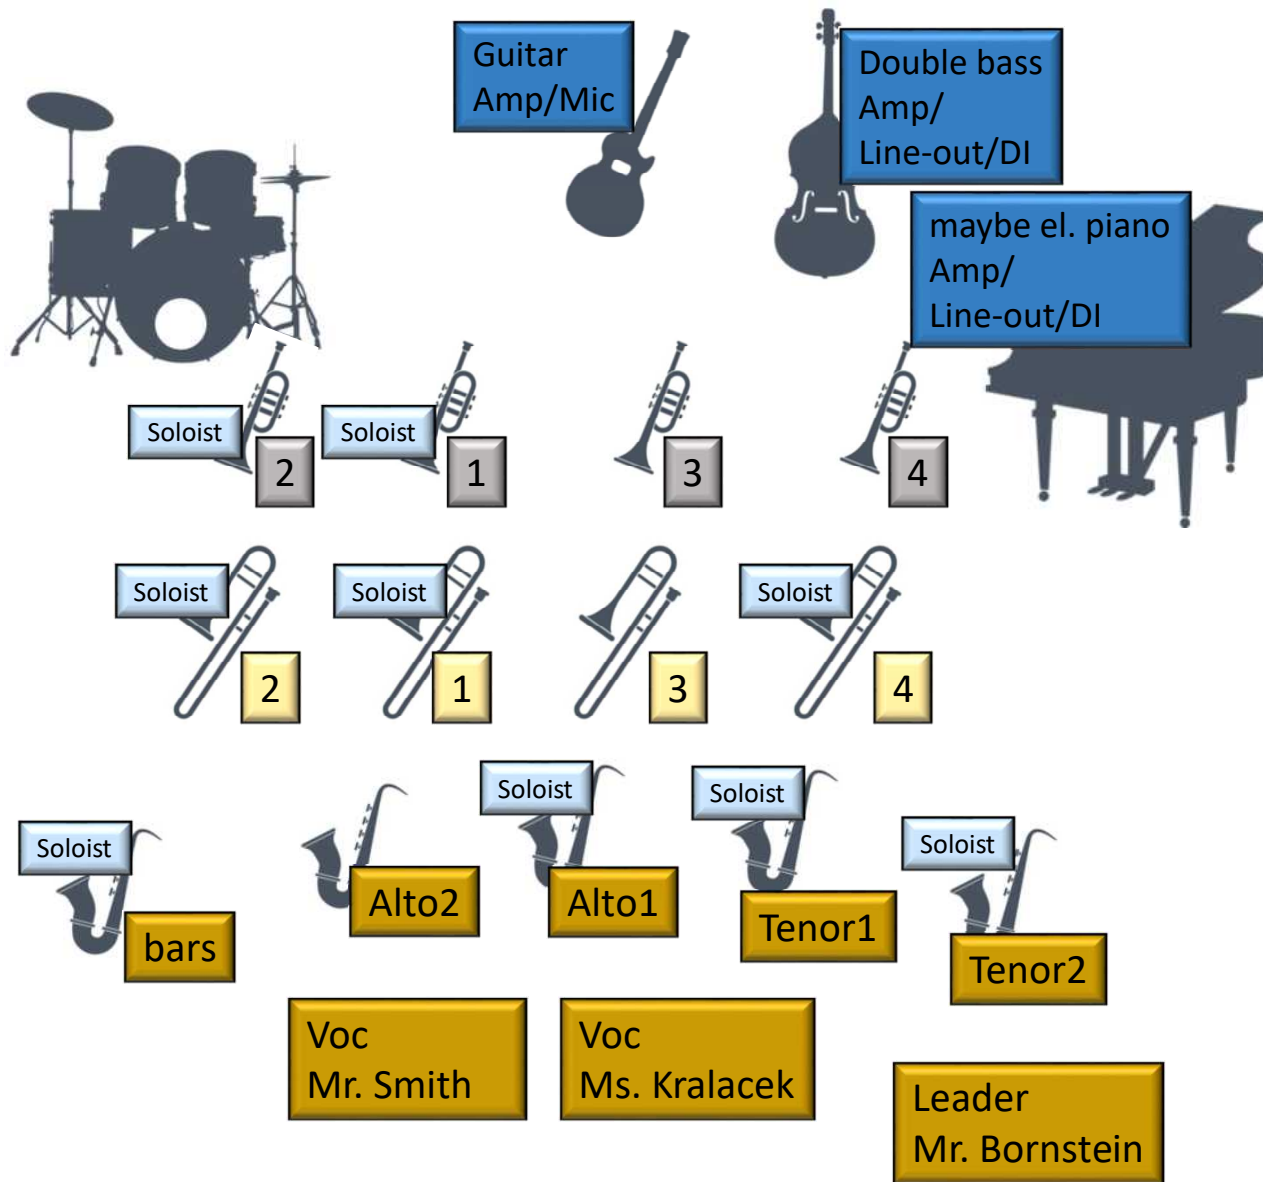 Guitar
Amp/Mic
Double bass
Amp/
Line-out/DI
maybe el. piano
Amp/
Line-out/DI
Soloist
2
Soloist
1
3
4
Soloist
2
Soloist
1
3
Soloist
4
Soloist
bars
Alto2
Soloist
Alto1
Soloist
Tenor1
Soloist
Tenor2
Voc
Mr. Smith
Voc
Ms. Kralacek
Leader
Mr. Bornstein